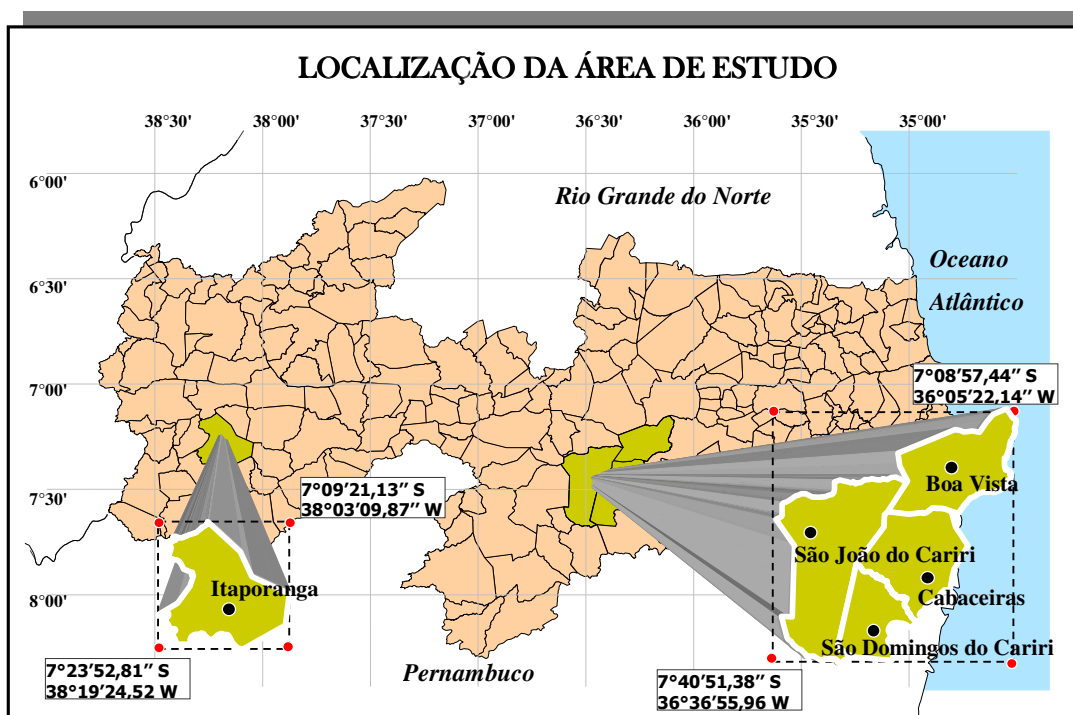 LOCALIZAÇÃO DA ÁREA DE ESTUDO
38°30' 38°00' 37°00' 36°30' 36°00' 35°30' 35°00'
6°00'
Rio Grande do Norte
Oceano
6°30'
Atlântico
7°00'
7°08′57,44″ S
36°05′22,14″ W
7°30'
7°09′21,13″ S
38°03′09,87″ W
Boa Vista
São João do Cariri
Itaporanga
8°00'
Cabaceiras
São Domingos do Cariri
7°23′52,81″ S
38°19′24,52 W
Pernambuco
7°40′51,38″ S
36°36′55,96 W